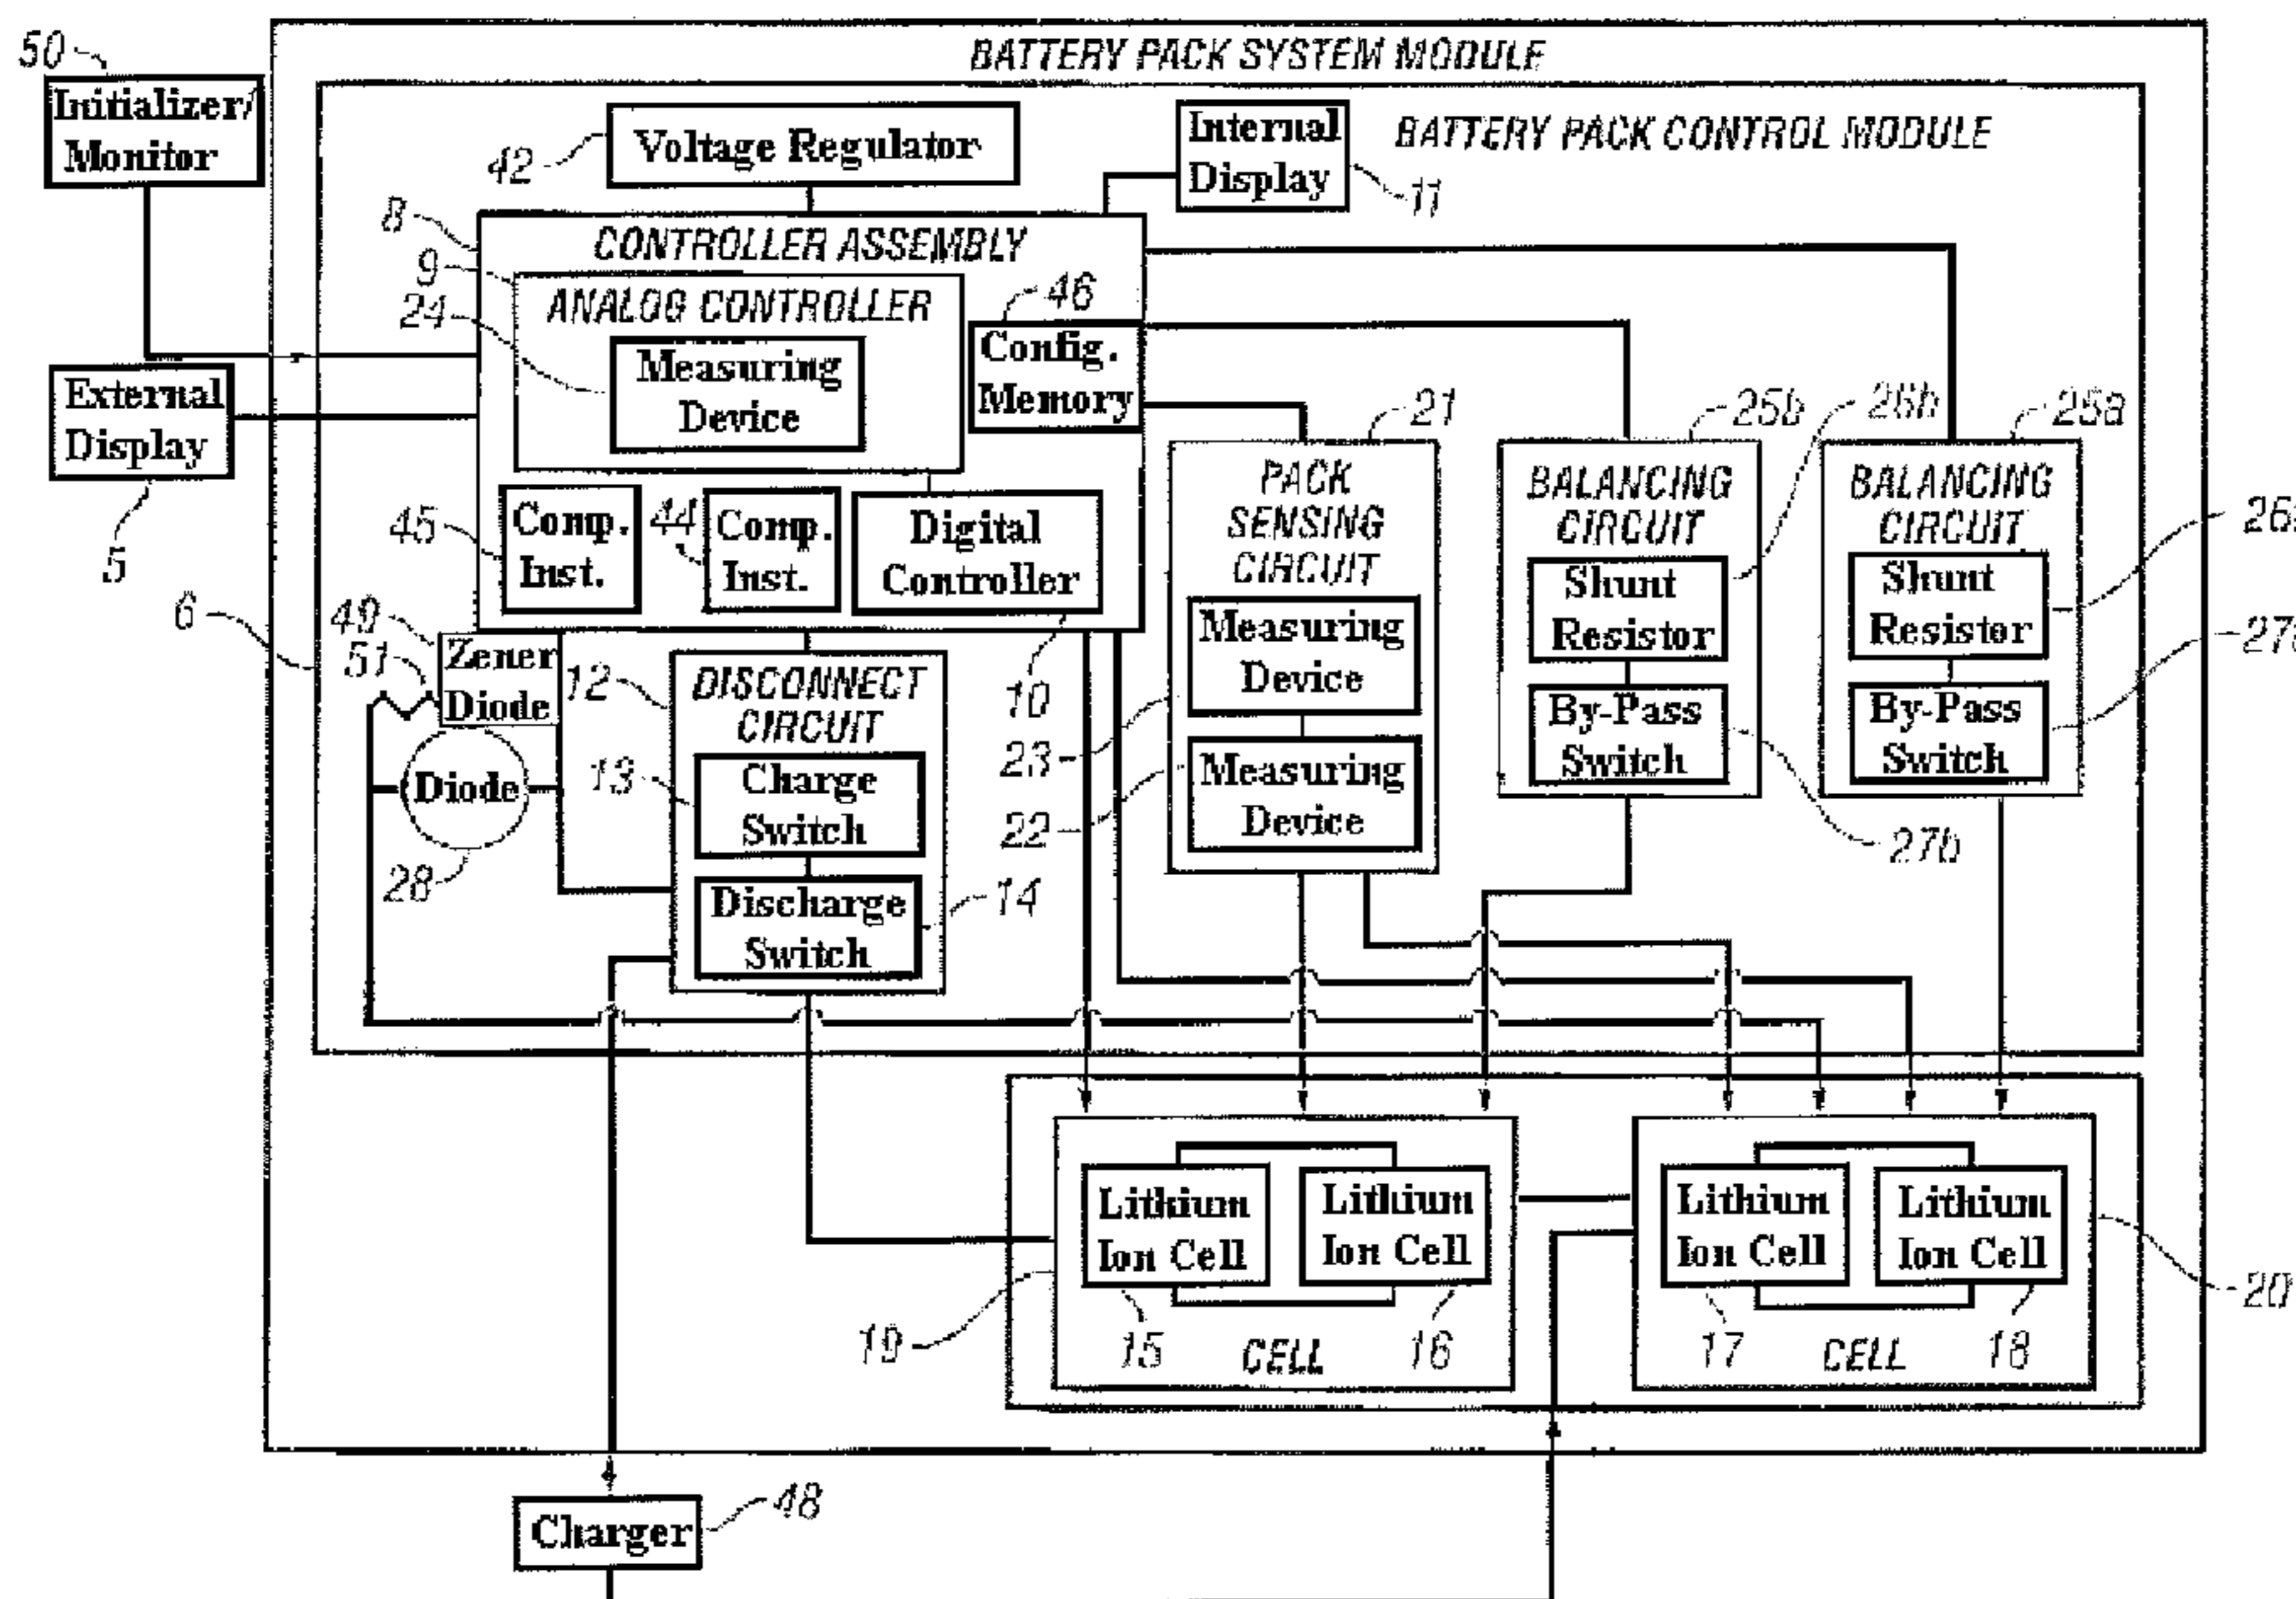 BATTERY PACK SYSTEM MODULE
50
Initializer/
Monitor
42
Voltage Regulator
Internal
Display
11
BATTERY PACK CONTROL MODULE
8
CONTROLLER ASSEMBLY
9
ANALOG CONTROLLER
24
Measuring
Device
46
Config.
Memory
External
Display
5
45
Comp.
Inst.
44
Comp.
Inst.
Digital
Controller
10
21
PACK
SENSING
CIRCUIT
Measuring
Device
23
Measuring
Device
22
25b
26b
BALANCING
CIRCUIT
Shunt
Resistor
By-Pass
Switch
27b
25a
BALANCING
CIRCUIT
Shunt
Resistor
By-Pass
Switch
6
49
51
Zener
Diode
Diode
28
12
DISCONNECT
CIRCUIT
13
Charge
Switch
Discharge
Switch
14
19
Lithium
Ion Cell
15
Lithium
Ion Cell
16
CELL
Lithium
Ion Cell
17
Lithium
Ion Cell
18
CELL
20
Charger
48